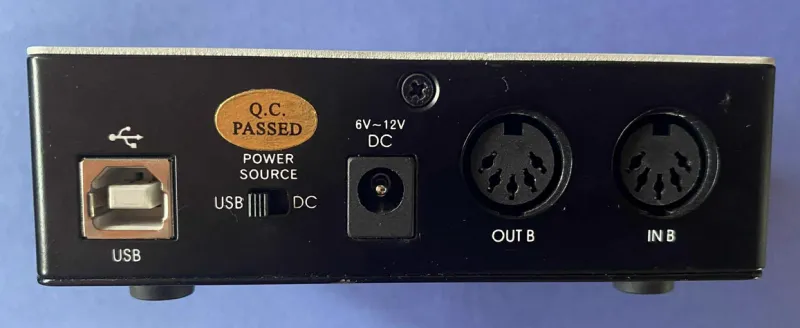 Q.C.
PASSED
POWER
SOURCE
USB DC
6V~12V
DC
USB
OUT B
IN B